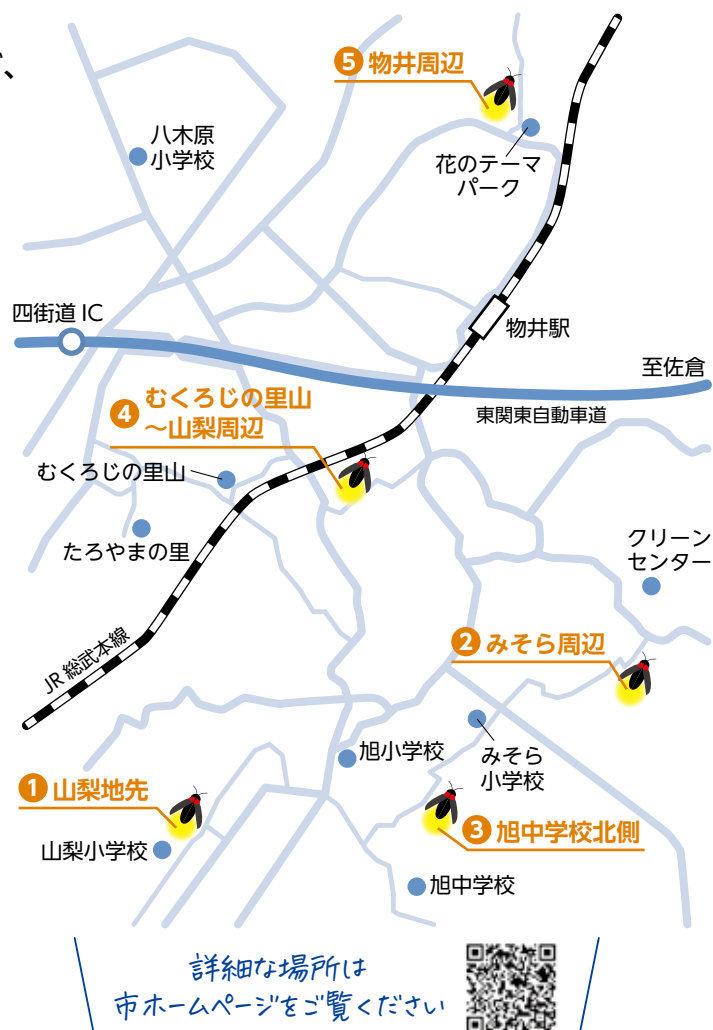 、
❺ 物井周辺
八木原
小学校
花のテーマ
パーク
四街道 IC
物井駅
至佐倉
東関東自動車道
❹ むくろじの里山
〜山梨周辺
むくろじの里山
たろやまの里
クリーン
センター
JR 総武本線
❷ みそら周辺
旭小学校
みそら
小学校
❶ 山梨地先
山梨小学校
❸ 旭中学校北側
旭中学校
詳細な場所は
市ホームページをご覧ください